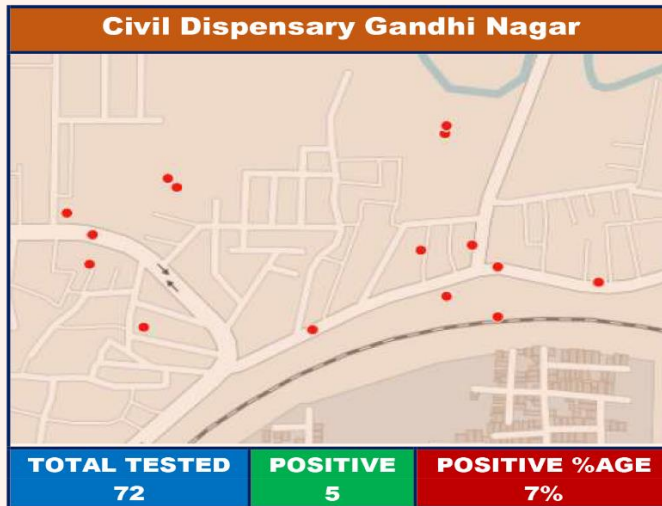 Civil Dispensary Gandhi Nagar
TOTAL TESTED POSITIVE POSITIVE %AGE
72 5 7%